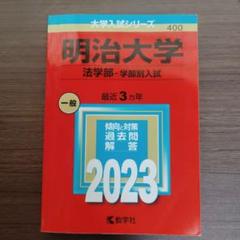 大学入試シリーズ
400
明治大学
法学部-学部別入試
一般
最近3カ年
傾向と対策
過去問
解答
2023
教学社